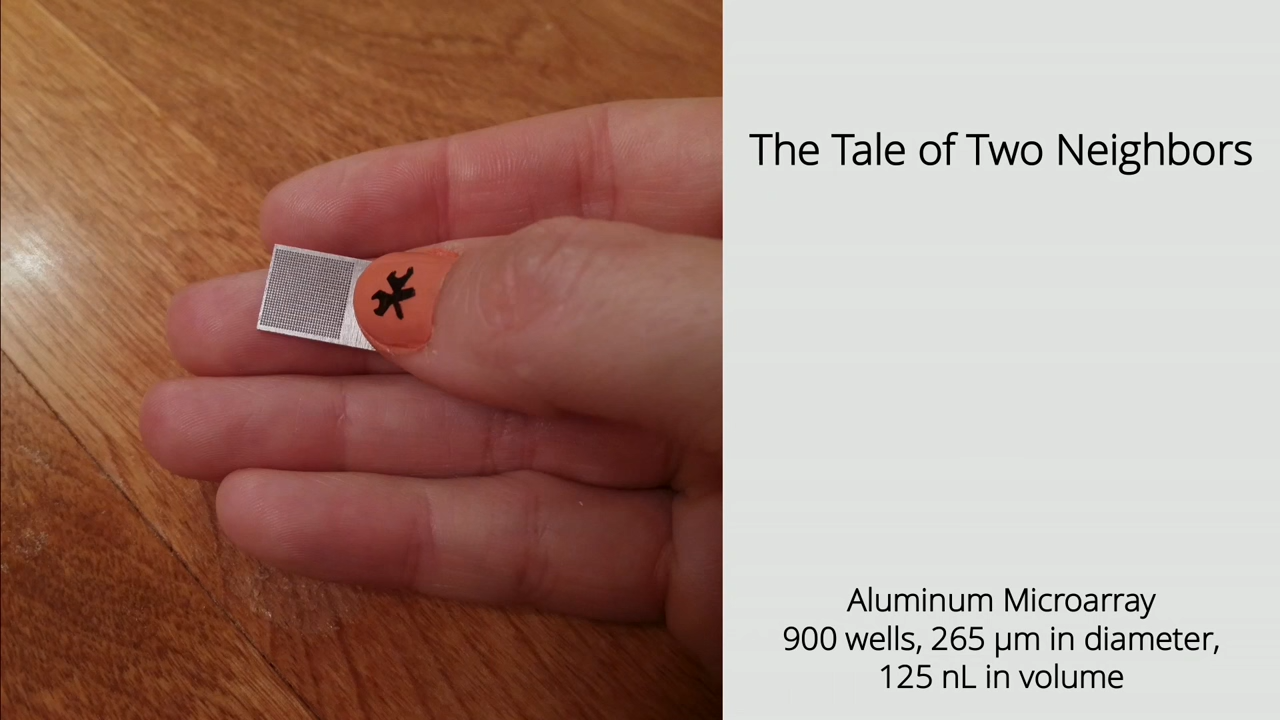 The Tale of Two Neighbors
Aluminum Microarray
900 wells, 265 µm in diameter,
125 nL in volume